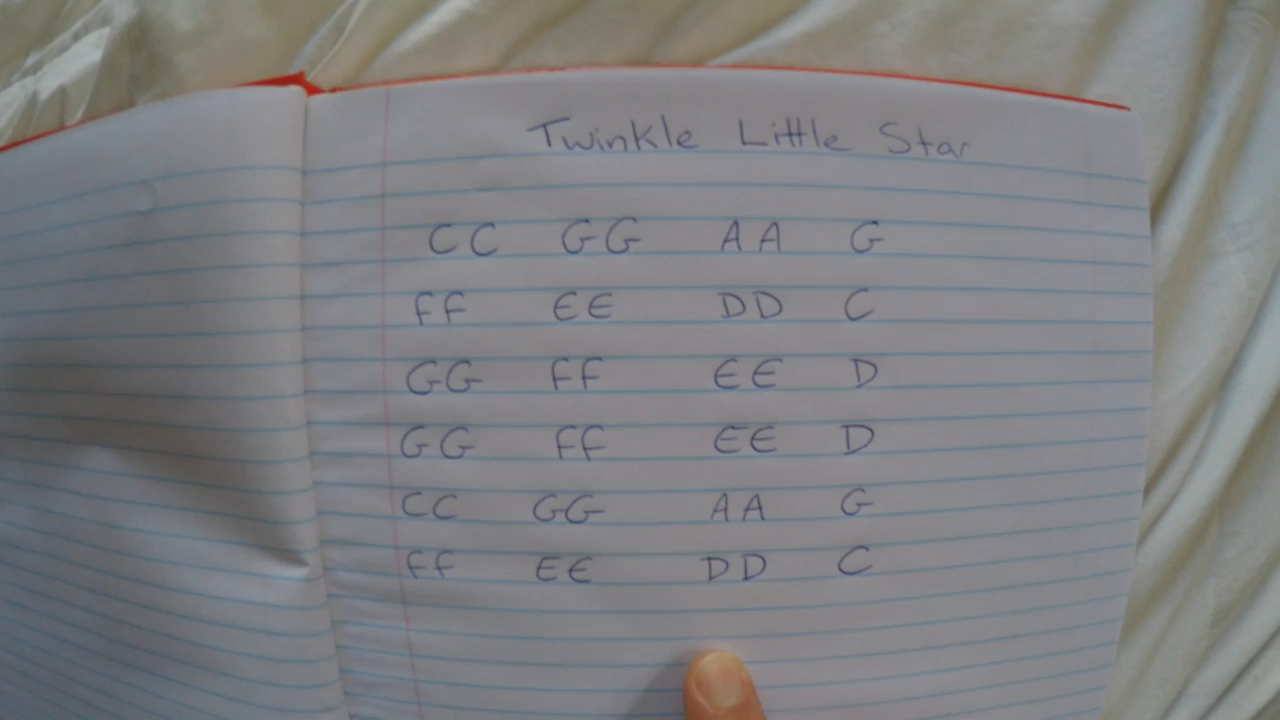 Twinkle Little Star
CC GG AA G
FF EE DD C
GG FF EE D
GG FF EE D
CC GG AA G
FF EE DD C